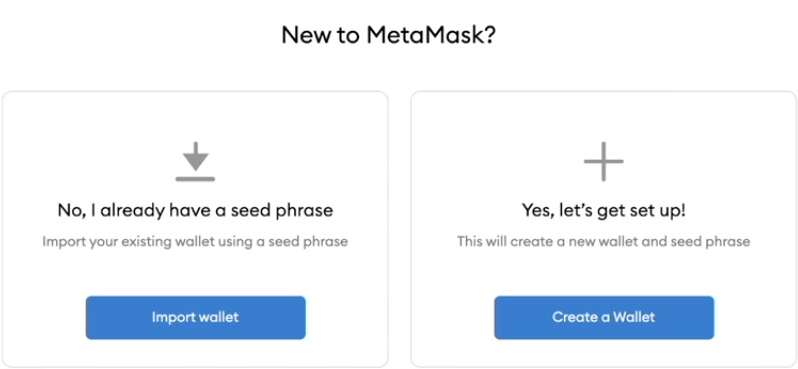 New to MetaMask?
No, I already have a seed phrase
Import your existing wallet using a seed phrase
Import wallet
Yes, let’s get set up!
This will create a new wallet and seed phrase
Create a Wallet